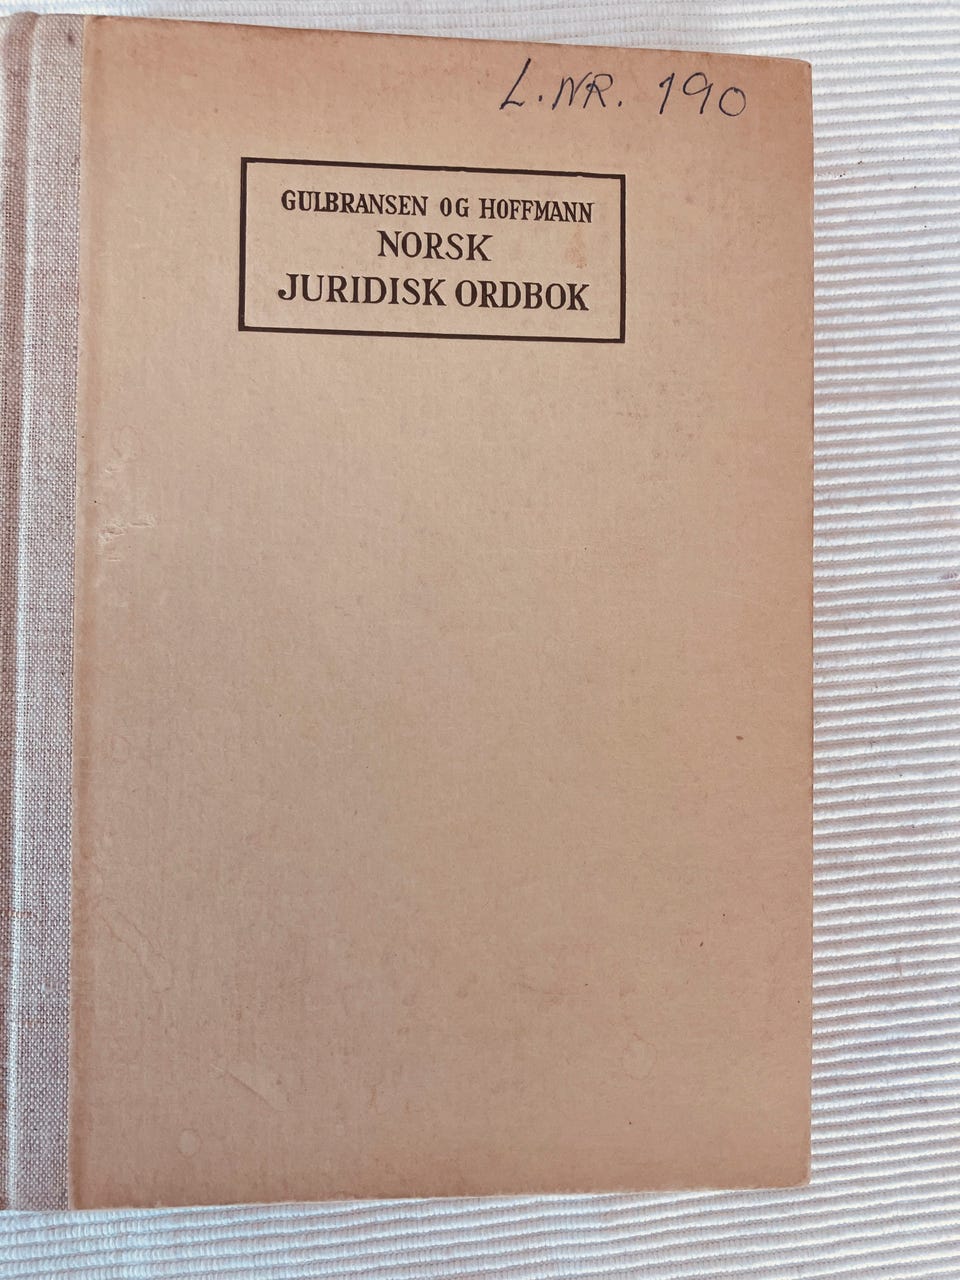 L. NR. 190
GULBRANSEN OG HOFFMANN
NORSK
JURIDISK ORDBOK